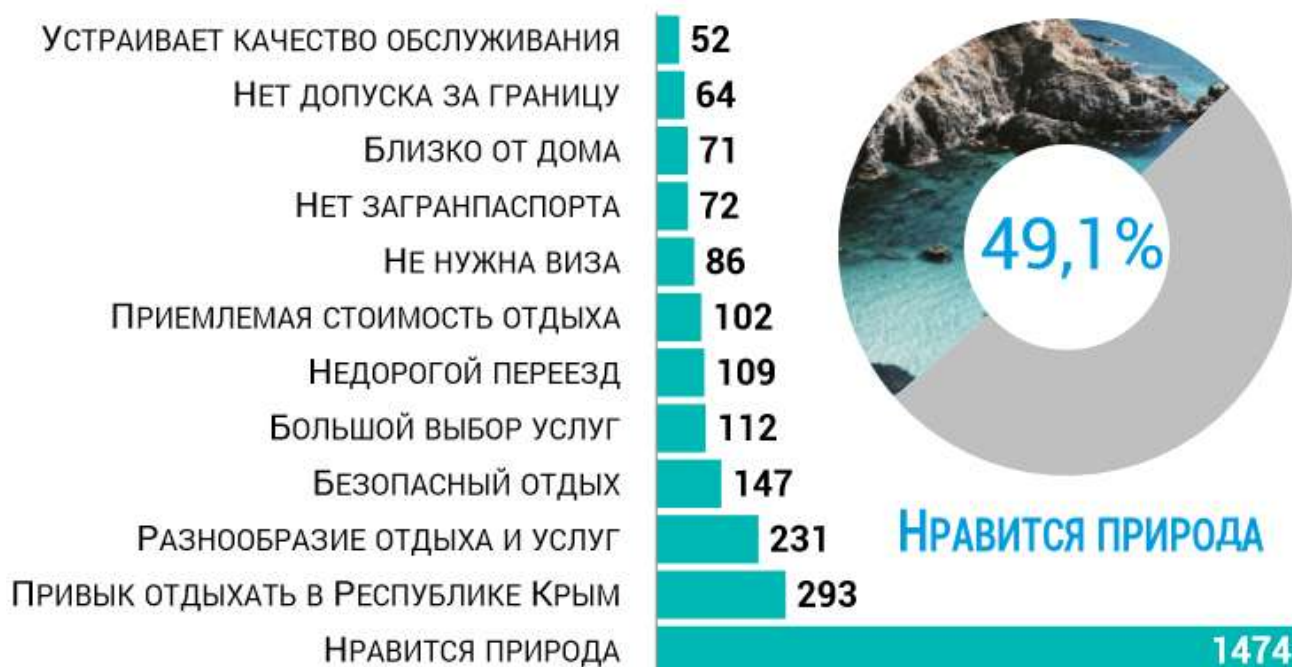 Устраивает качество обслуживания 52
Нет допуска за границу 64
Близко от дома 71
Нет загранпаспорта 72
Не нужна виза 86
Приемлемая стоимость отдыха 102
Недорогой переезд 109
Большой выбор услуг 112
Безопасный отдых 147
Разнообразие отдыха и услуг 231
Привык отдыхать в Республике Крым 293
Нравится природа 1474
49,1%
Нравится природа